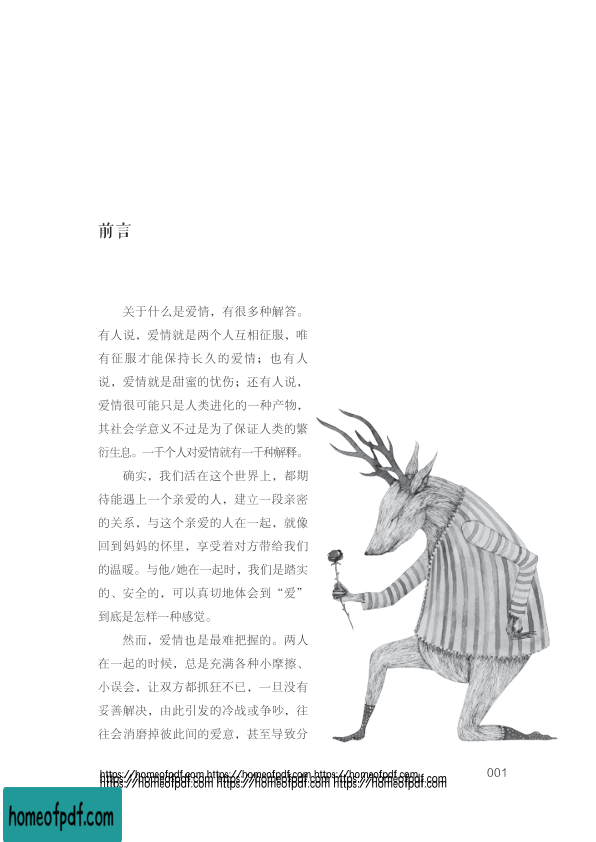 前言
关于什么是爱情，有很多种解答。
有人说，爱情就是两个人互相征服，唯
有征服才能保持长久的爱情；也有人
说，爱情就是甜蜜的忧伤；还有人说，
爱情很可能只是人类进化的一种产物，
其社会学意义不过是为了保证人类的繁
衍生息。一千个人对爱情就有一千种解释。
确实，我们活在这个世界上，都期
待能遇上一个亲爱的人，建立一段亲密
的关系，与这个亲爱的人在一起，就像
回到妈妈的怀里，享受着对方带给我们
的温暖。与他/她在一起时，我们是踏实
的、安全的，可以真切地体会到“爱”
到底是怎样一种感觉。
然而，爱情也是最难把握的。两人
在一起的时候，总是充满各种小摩擦、
小误会，让双方都抓狂不已，一旦没有
妥善解决，由此引发的冷战或争吵，往
往会消磨掉彼此间的爱意，甚至导致分
https://homeofpdf.com https://homeofpdf.com https://homeofpdf.com
https://homeofpdf.com https://homeofpdf.com https://homeofpdf.com
https://homeofpdf.com https://homeofpdf.com https://homeofpdf.com
001
homeofpdf.com